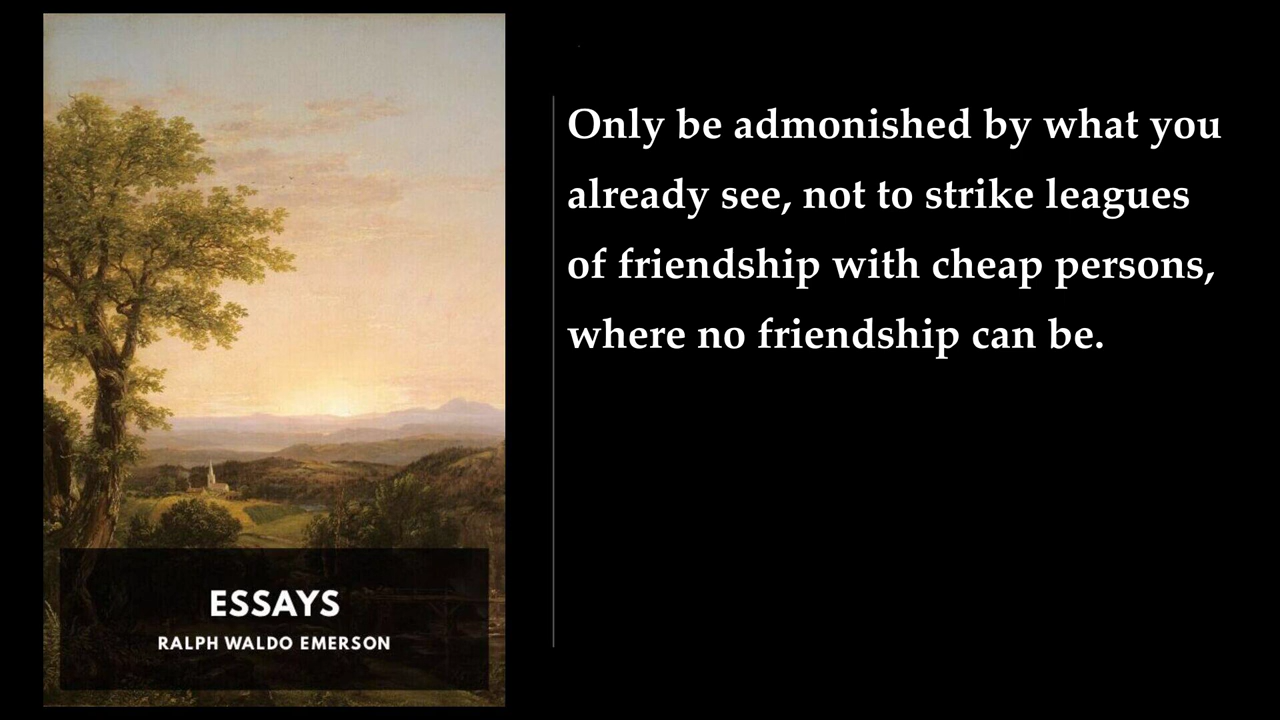 Only be admonished by what you
already see, not to strike leagues
of friendship with cheap persons,
where no friendship can be.
ESSAYS
RALPH WALDO EMERSON